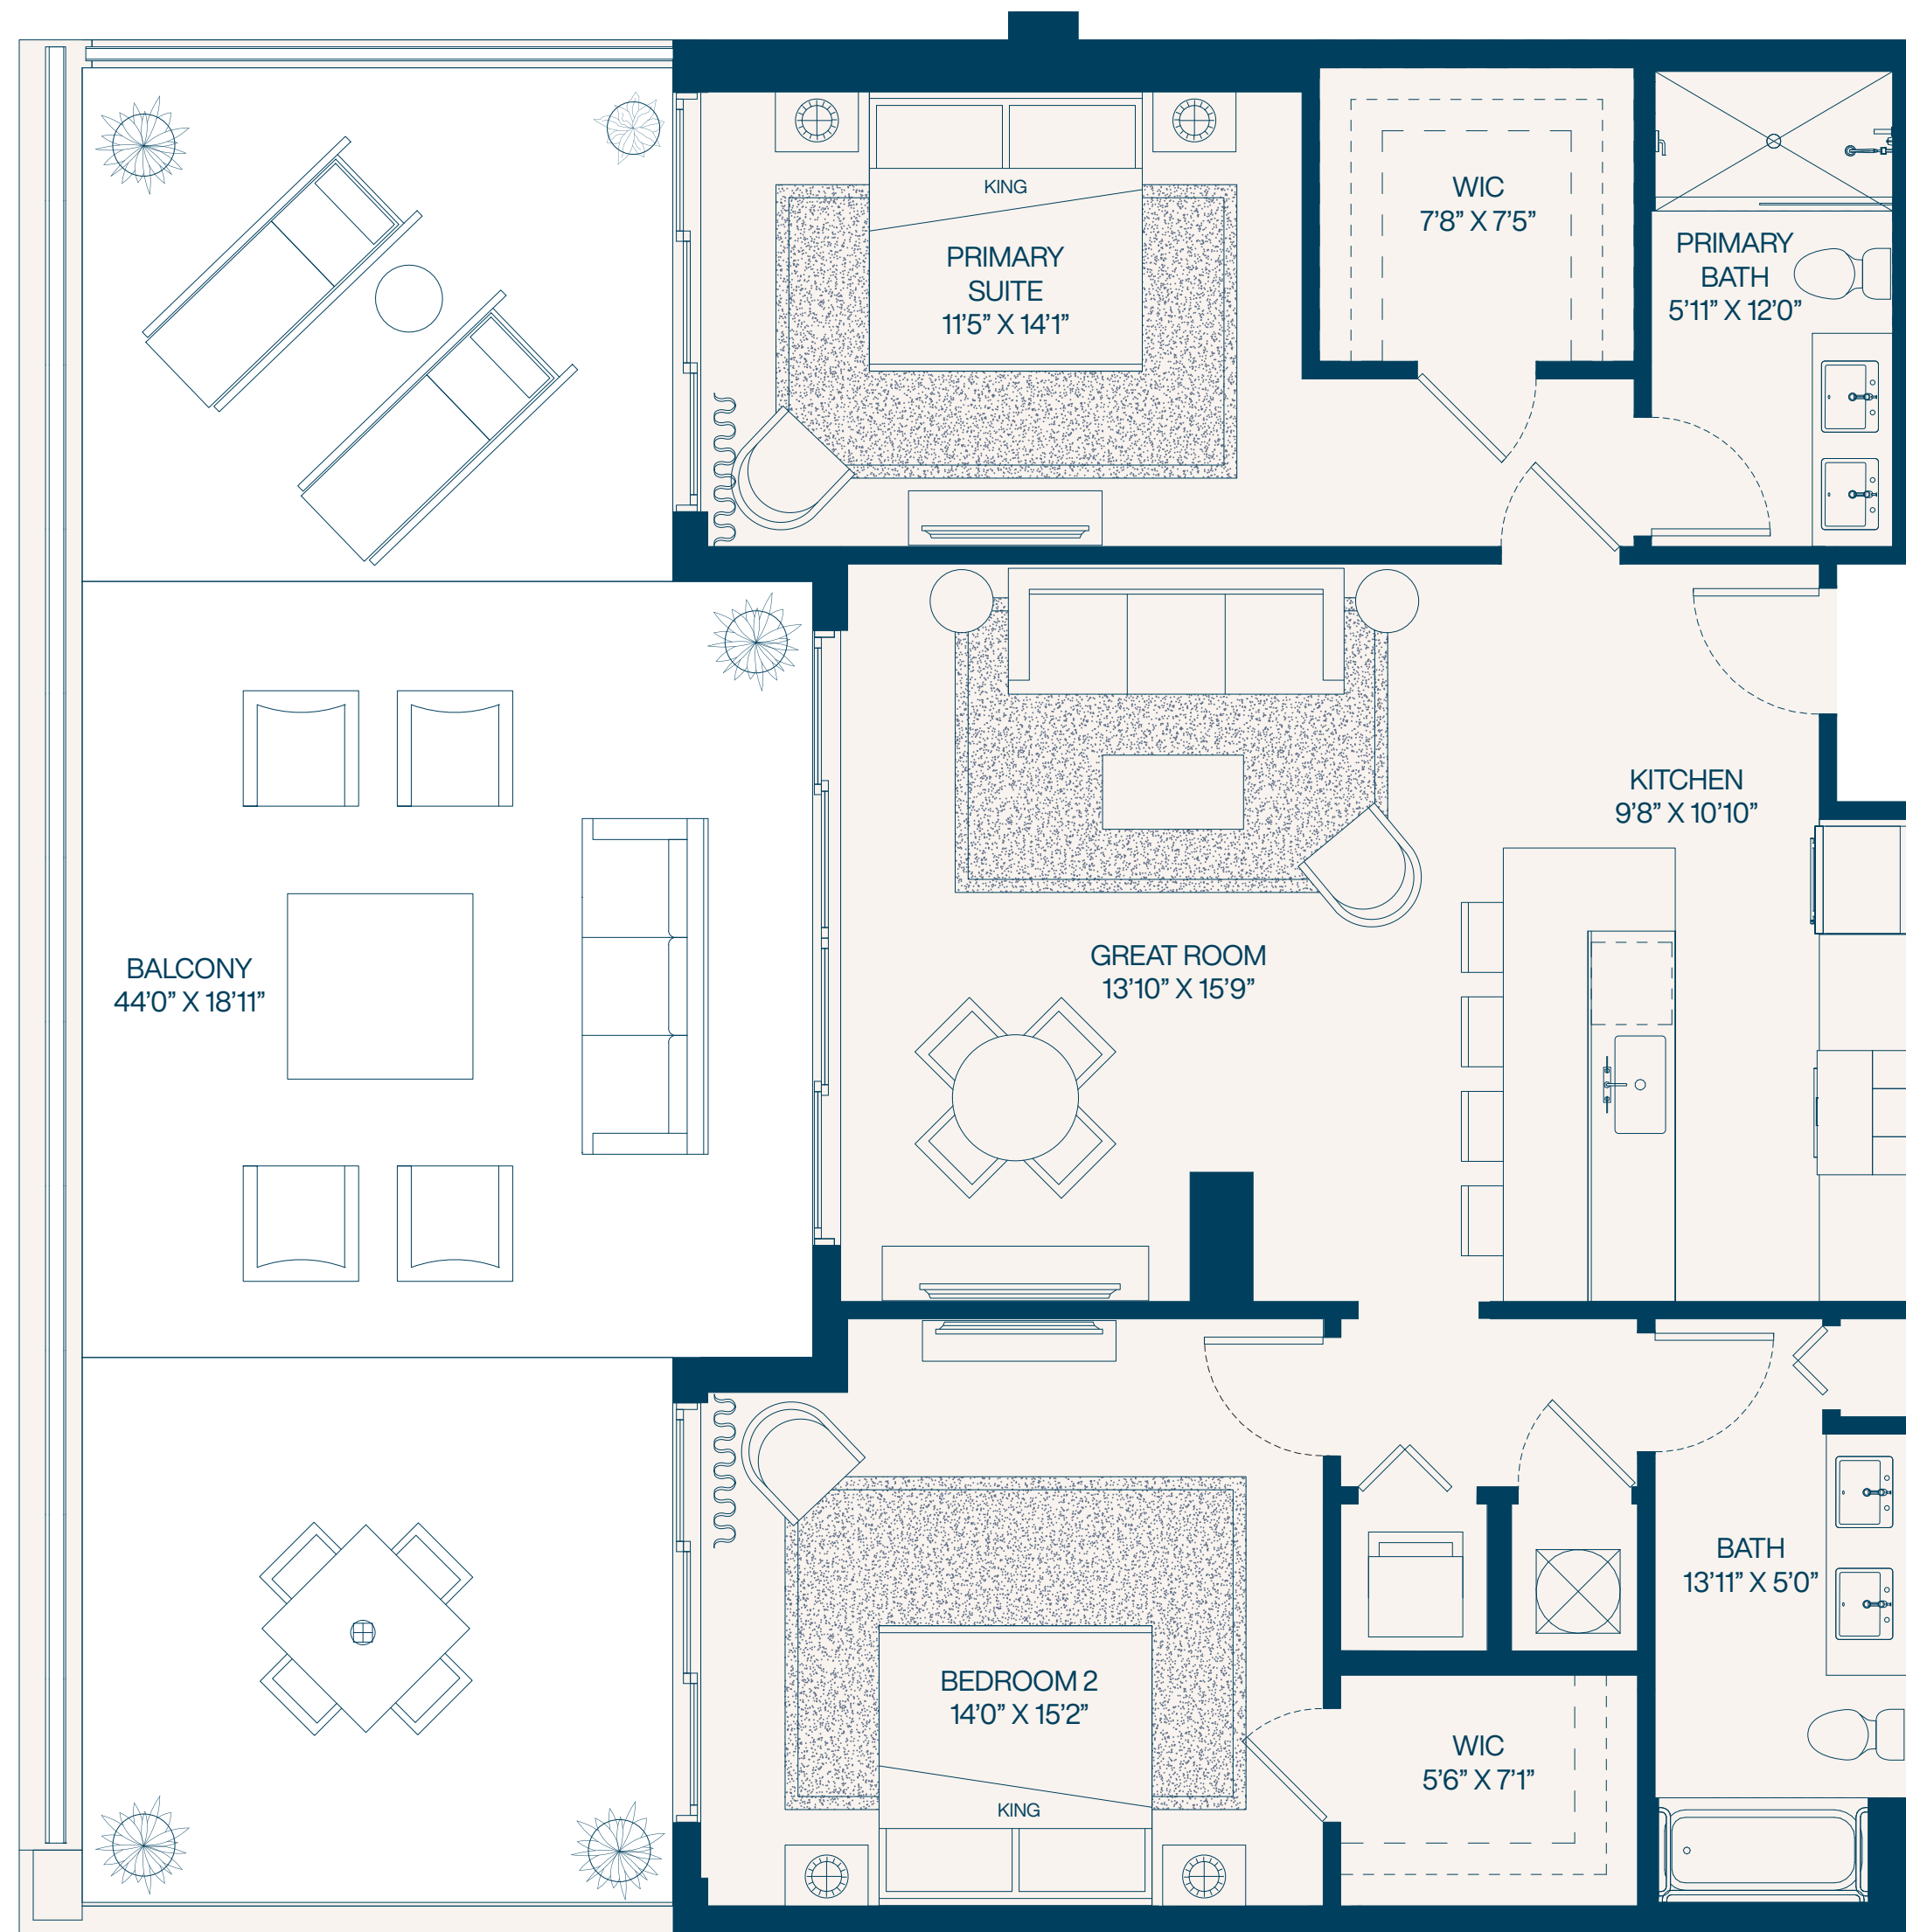 KING
PRIMARY
SUITE
11’5” X 14’1”
WIC
7’8” X 7’5”
PRIMARY
BATH
5’11” X 12’0”
KITCHEN
9’8” X 10’10”
GREAT ROOM
13’10” X 15’9”
BALCONY
44’0” X 18’11”
BATH
13’11” X 5’0”
BEDROOM 2
14’0” X 15’2”
KING
WIC
5’6” X 7’1”